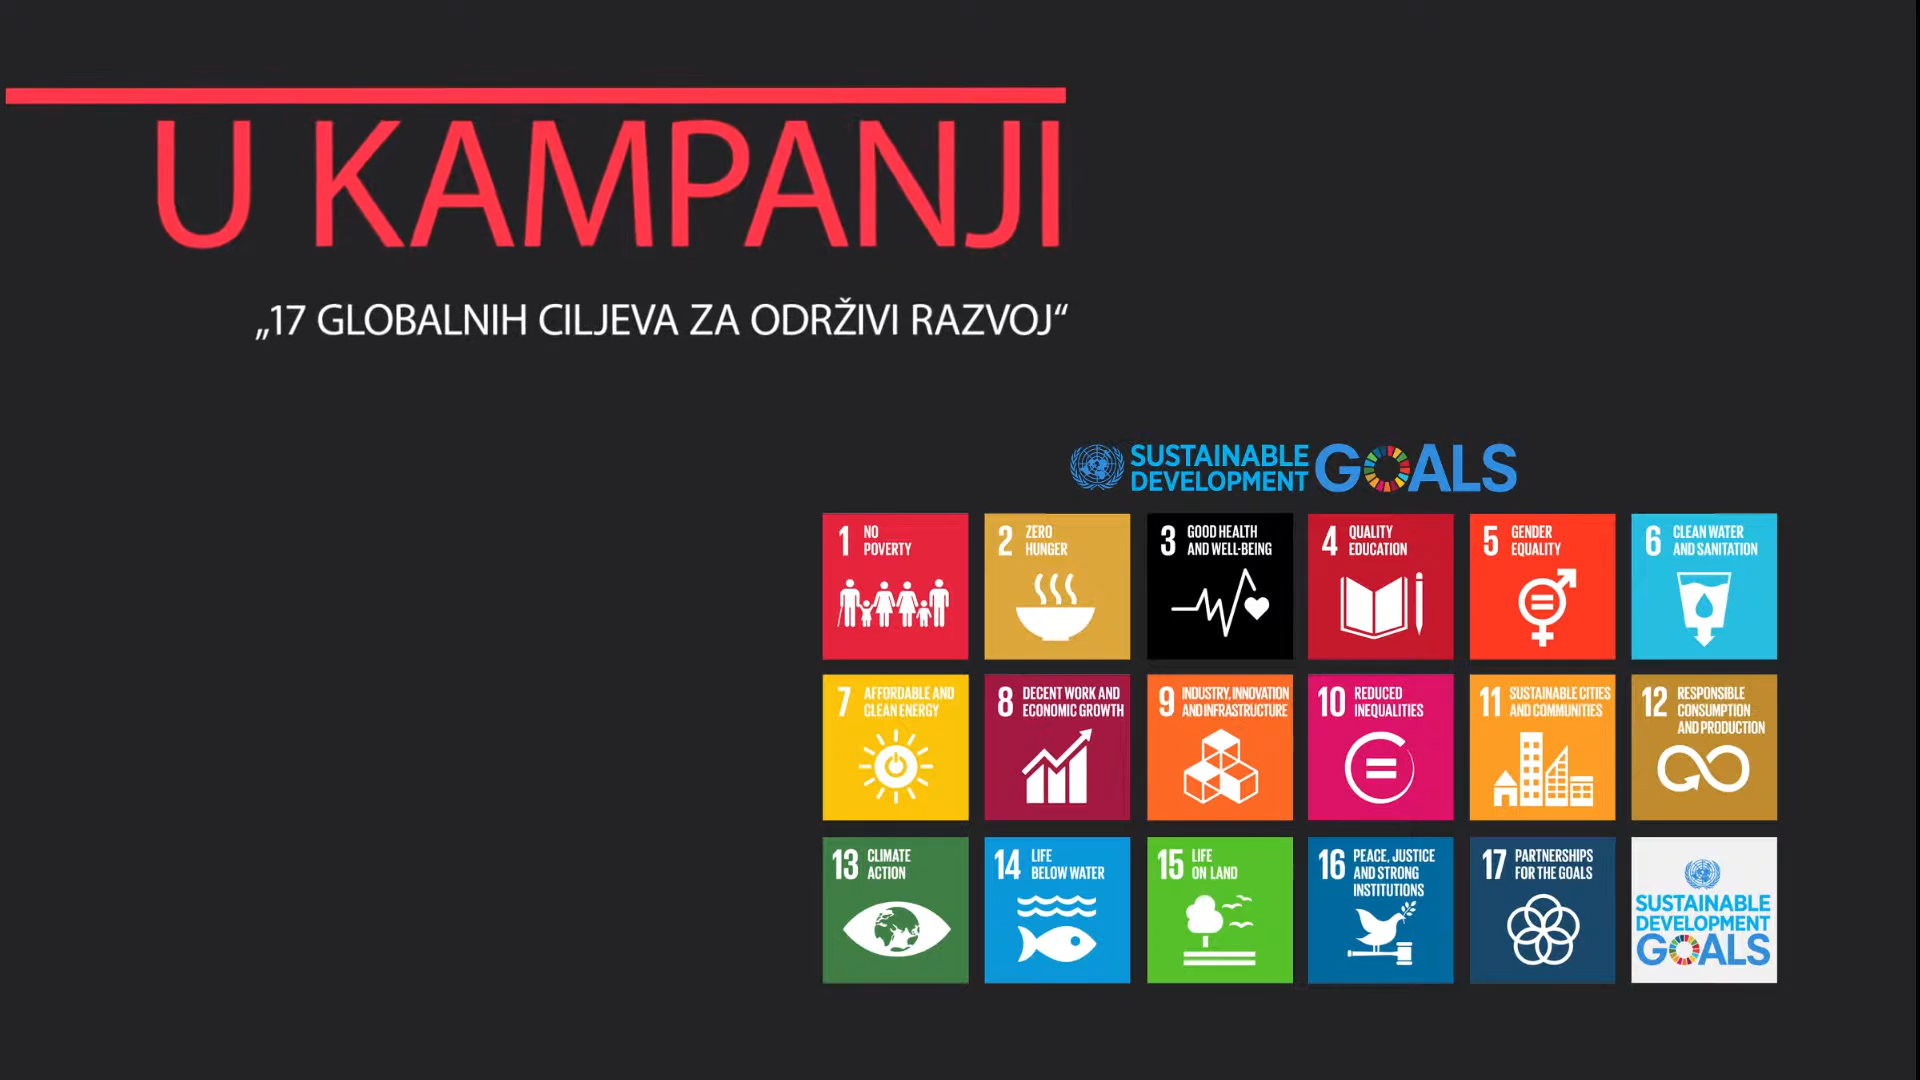 U KAMPANJI
„17 GLOBALNIH CILJEVA ZA ODRŽIVI RAZVOJ“
SUSTAINABLE
DEVELOPMENT
GOALS
1 NO
POVERTY
2 ZERO
HUNGER
3 GOOD HEALTH
AND WELL-BEING
4 QUALITY
EDUCATION
5 GENDER
EQUALITY
6 CLEAN WATER
AND SANITATION
7 AFFORDABLE AND
CLEAN ENERGY
8 DECENT WORK AND
ECONOMIC GROWTH
9 INDUSTRY, INNOVATION
AND INFRASTRUCTURE
10 REDUCED
INEQUALITIES
11 SUSTAINABLE CITIES
AND COMMUNITIES
12 RESPONSIBLE
CONSUMPTION
AND PRODUCTION
13 CLIMATE
ACTION
14 LIFE
BELOW WATER
15 LIFE
ON LAND
16 PEACE, JUSTICE
AND STRONG
INSTITUTIONS
17 PARTNERSHIPS
FOR THE GOALS
SUSTAINABLE
DEVELOPMENT
GOALS